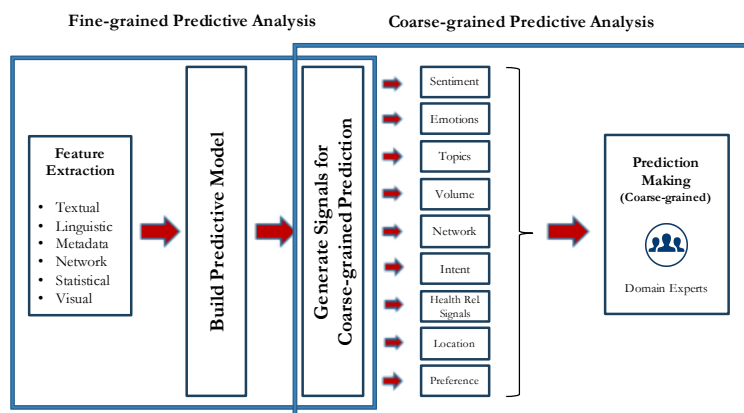 Fine-grained Predictive Analysis
Coarse-grained Predictive Analysis
Feature
Extraction
• Textual
• Linguistic
• Metadata
• Network
• Statistical
• Visual
Build Predictive Model
Generate Signals for
Coarse-grained Prediction
Sentiment
Emotions
Topics
Volume
Network
Intent
Health Rel.
Signals
Location
Preference
Prediction
Making
(Coarse-grained)
Domain Experts